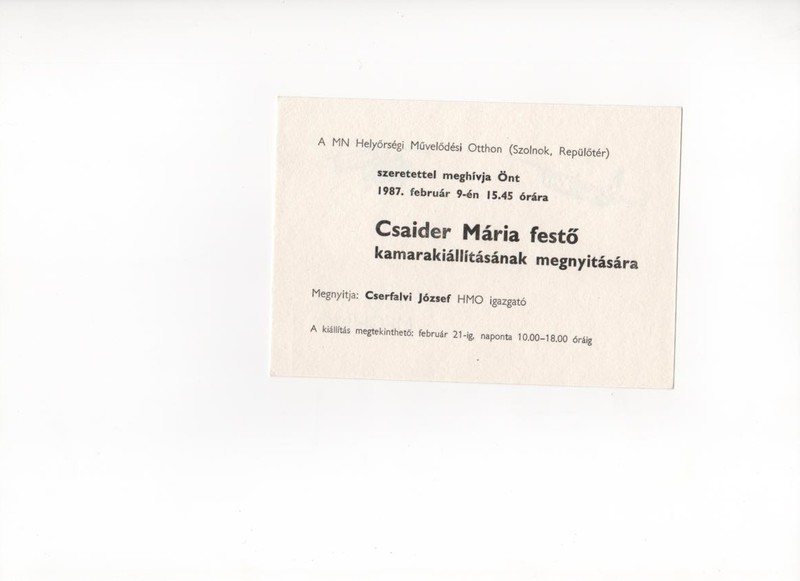 A MN Helyőrségi Művelődési Otthon (Szolnok, Repülőtér)
szeretettel meghívja Önt
1987. február 9-én 15.45 órára
Csaider Mária festő
kamarakiállításának megnyitására
Megnyitja: Cserfalvi József HMO igazgató
A kiállítás megtekinthető: február 21-ig, naponta 10.00–18.00 óráig